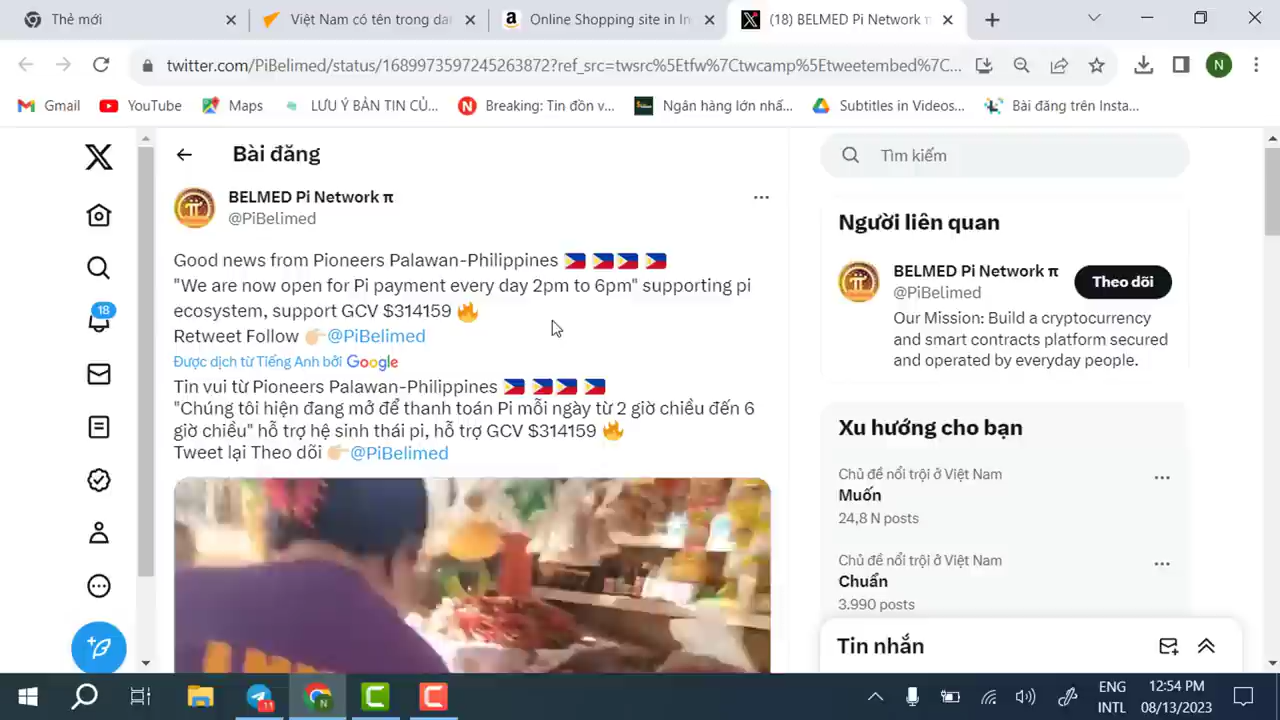 Thẻ mới
Việt Nam có tên trong dan
Online Shopping site in In
(18) BELMED Pi Network π
twitter.com/PiBelimed/status/1689973597245263872?ref_src=twsrc%5Etfw%7Ctwcamp%5Etweetembed%7C...
N
Gmail
YouTube
Maps
LƯU Ý BẢN TIN CỦ...
Breaking: Tin đồn v...
Ngân hàng lớn nhấ...
Subtitles in Videos...
Bài đăng trên Insta...
Bài đăng
BELMED Pi Network π
@PiBelimed
Good news from Pioneers Palawan-Philippines 🇵🇭 🇵🇭 🇵🇭 🇵🇭
"We are now open for Pi payment every day 2pm to 6pm" supporting pi
ecosystem, support GCV $314159 🔥
Retweet Follow 👉🏻@PiBelimed
Được dịch từ Tiếng Anh bởi Google
Tin vui từ Pioneers Palawan-Philippines 🇵🇭 🇵🇭 🇵🇭 🇵🇭
"Chúng tôi hiện đang mở để thanh toán Pi mỗi ngày từ 2 giờ chiều đến 6
giờ chiều" hỗ trợ hệ sinh thái pi, hỗ trợ GCV $314159 🔥
Tweet lại Theo dõi 👉🏻@PiBelimed
18
Tìm kiếm
Người liên quan
BELMED Pi Network π
@PiBelimed
Theo dõi
Our Mission: Build a cryptocurrency
and smart contracts platform secured
and operated by everyday people.
Xu hướng cho bạn
Chủ đề nổi trội ở Việt Nam
Muốn
24,8 N posts
Chủ đề nổi trội ở Việt Nam
Chuẩn
3.990 posts
Tin nhắn
11
ENG
INTL
12:54 PM
08/13/2023